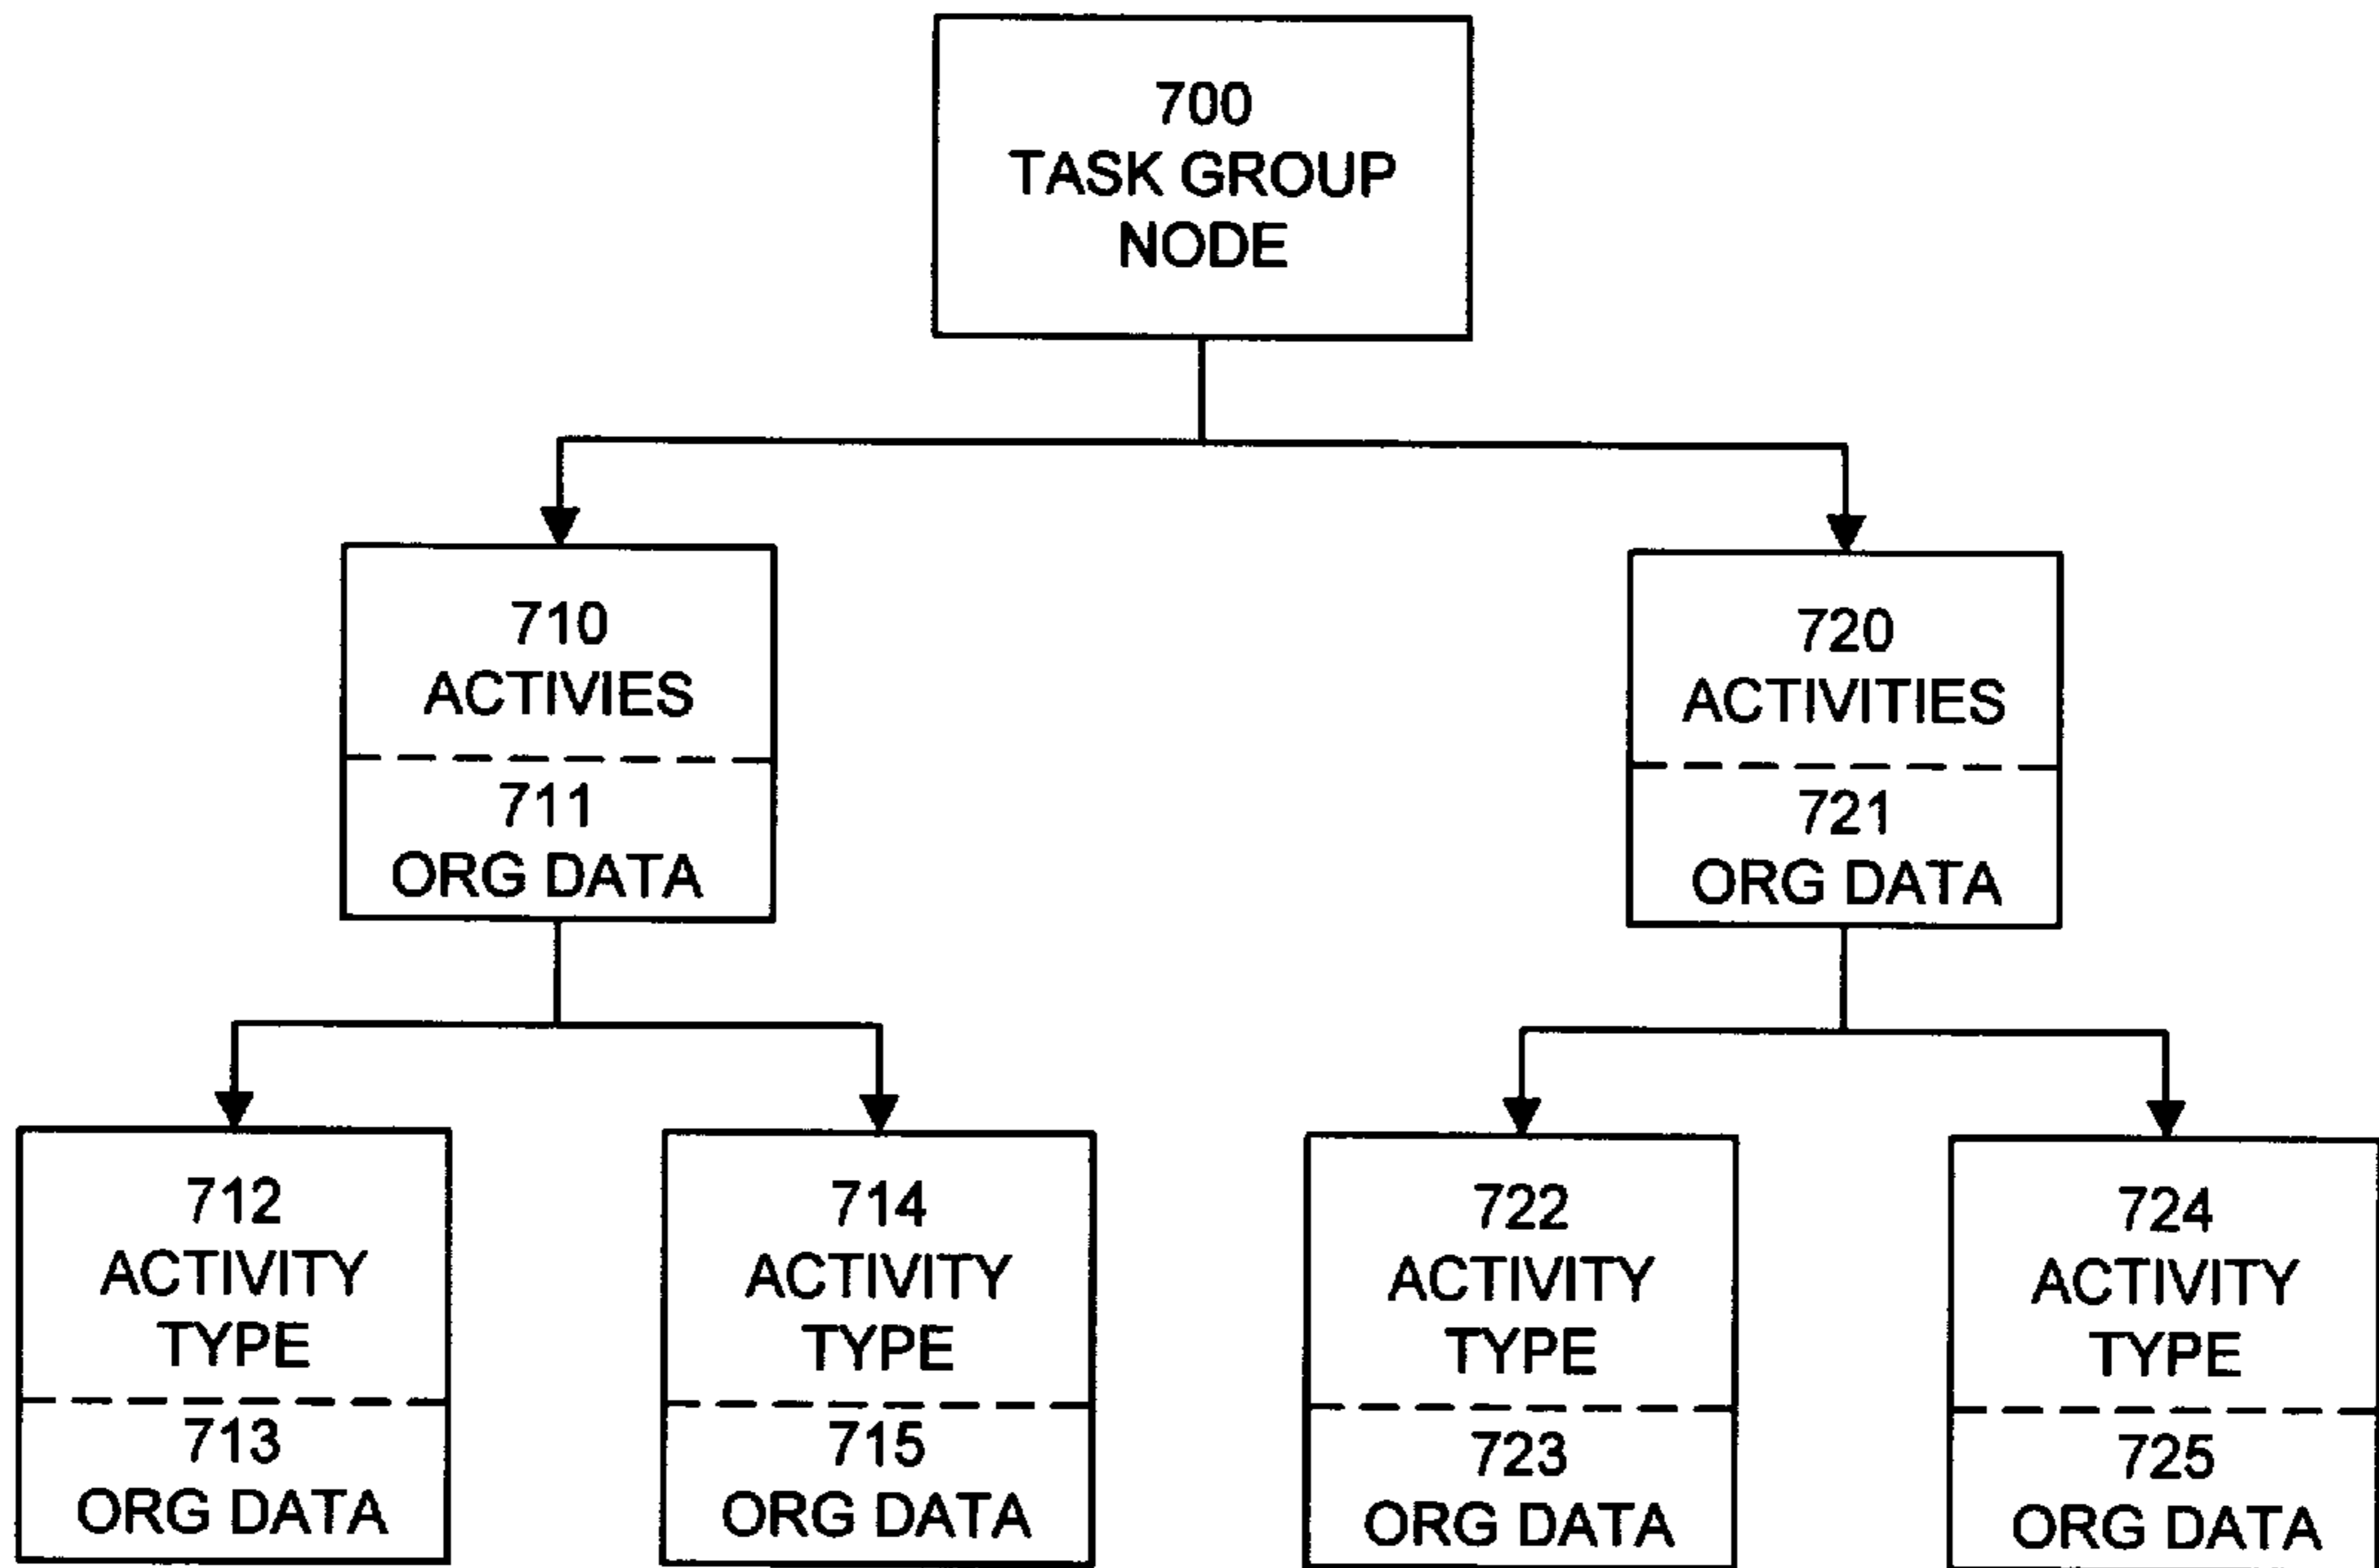 700
TASK GROUP
NODE
710
ACTIVIES
711
ORG DATA
720
ACTIVITIES
721
ORG DATA
712
ACTIVITY
TYPE
713
ORG DATA
714
ACTIVITY
TYPE
715
ORG DATA
722
ACTIVITY
TYPE
723
ORG DATA
724
ACTIVITY
TYPE
725
ORG DATA